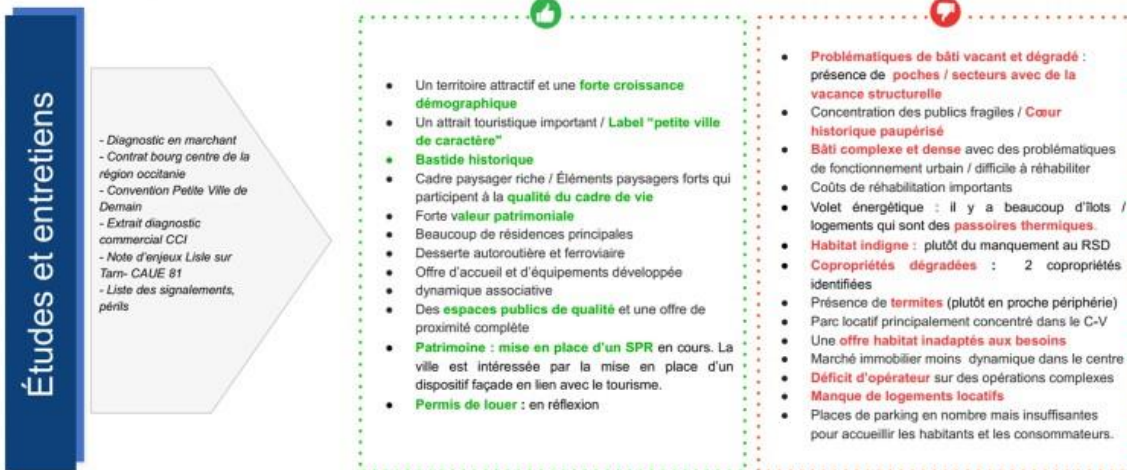 Études et entretiens
- Diagnostic en marchant
- Contrat bourg centre de la
région occitanie
- Convention Petite Ville de
Demain
- Extrait diagnostic
commercial CCI
- Note d'enjeux Lisle sur
Tarn- CAUE 81
- Liste des signalements,
périls
● Un territoire attractif et une forte croissance
démographique
● Un attrait touristique important / Label "petite ville
de caractère"
● Bastide historique
● Cadre paysager riche / Éléments paysagers forts qui
participent à la qualité du cadre de vie
● Forte valeur patrimoniale
● Beaucoup de résidences principales
● Desserte autoroutière et ferroviaire
● Offre d'accueil et d'équipements développée
● dynamique associative
● Des espaces publics de qualité et une offre de
proximité complète
● Patrimoine : mise en place d'un SPR en cours. La
ville est intéressée par la mise en place d'un
dispositif façade en lien avec le tourisme.
● Permis de louer : en réflexion
● Problématiques de bâti vacant et dégradé :
présence de poches / secteurs avec de la
vacance structurelle
● Concentration des publics fragiles / Cœur
historique paupérisé
● Bâti complexe et dense avec des problématiques
de fonctionnement urbain / difficile à réhabiliter
● Coûts de réhabilitation importants
● Volet énergétique : il y a beaucoup d'îlots /
logements qui sont des passoires thermiques.
● Habitat indigne : plutôt du manquement au RSD
● Copropriétés dégradées : 2 copropriétés
identifiées
● Présence de termites (plutôt en proche périphérie)
● Parc locatif principalement concentré dans le C-V
● Une offre habitat inadaptés aux besoins
● Marché immobilier moins dynamique dans le centre
● Déficit d'opérateur sur des opérations complexes
● Manque de logements locatifs
● Places de parking en nombre mais insuffisantes
pour accueillir les habitants et les consommateurs.